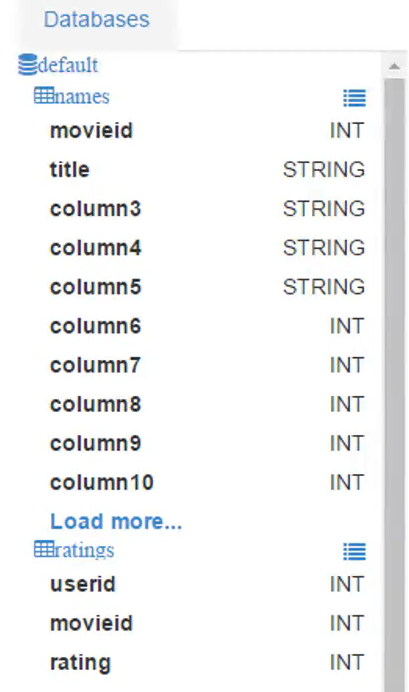 Databases
default
names
movieid INT
title STRING
column3 STRING
column4 STRING
column5 STRING
column6 INT
column7 INT
column8 INT
column9 INT
column10 INT
Load more...
ratings
userid INT
movieid INT
rating INT